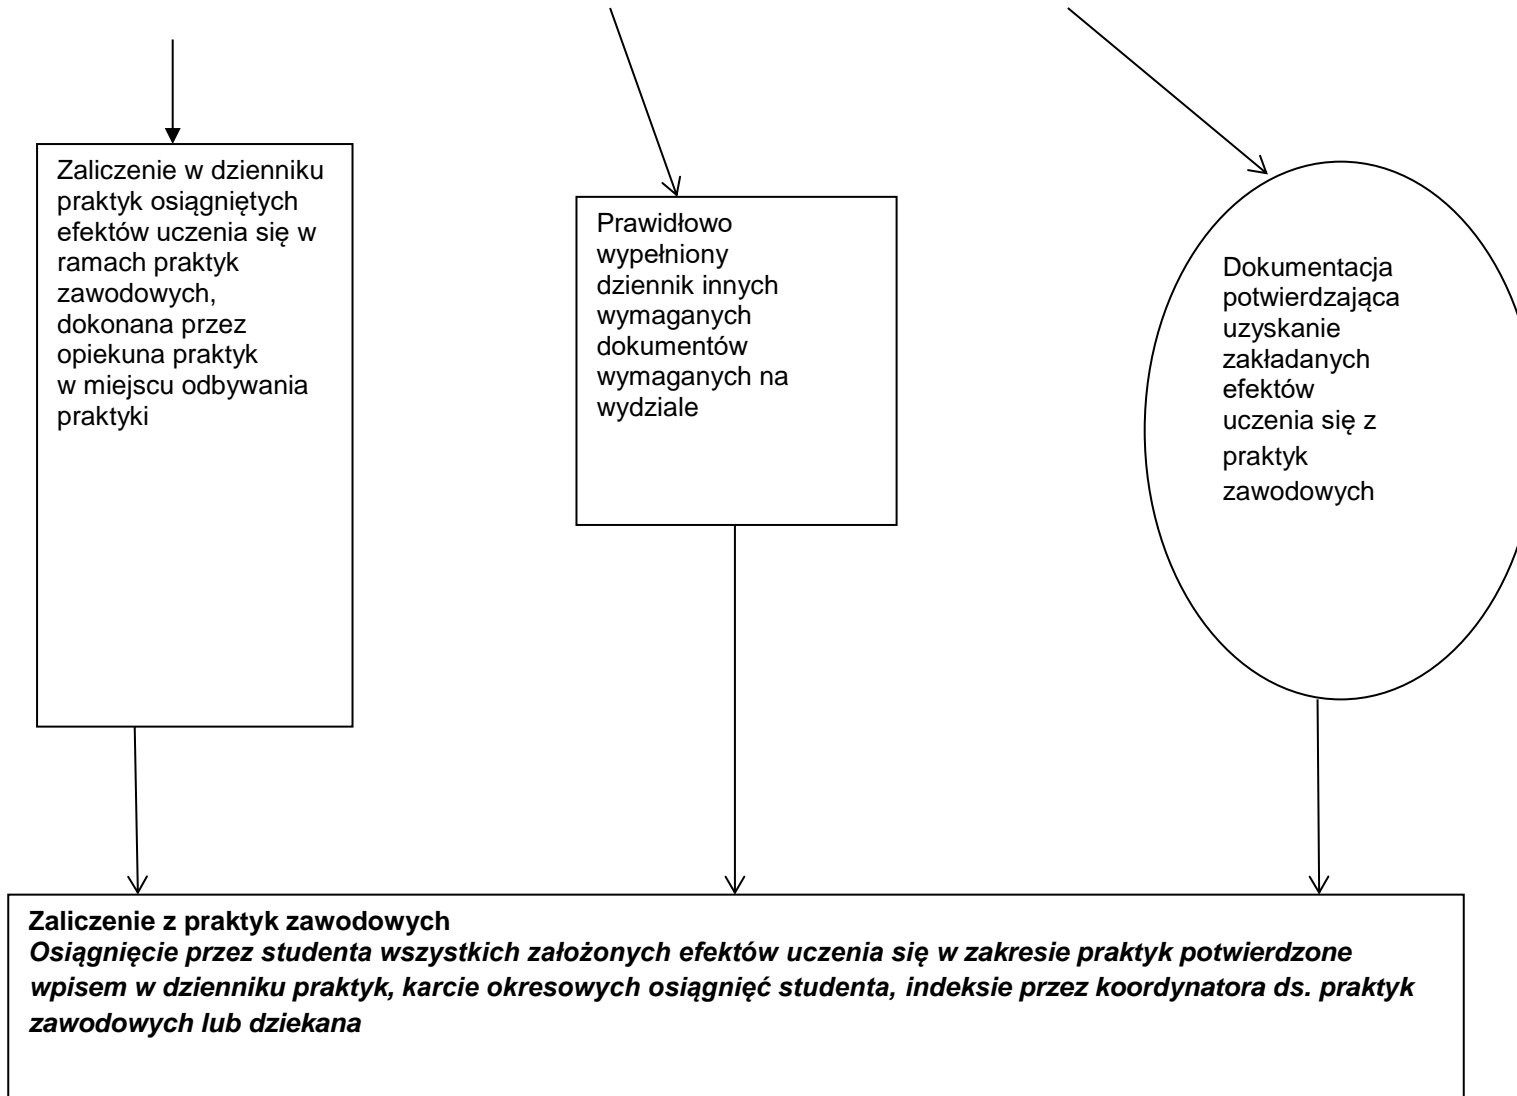 Zaliczenie w dzienniku
praktyk osiągniętych
efektów uczenia się w
ramach praktyk
zawodowych,
dokonana przez
opiekuna praktyk
w miejscu odbywania
praktyki
Prawidłowo
wypełniony
dziennik innych
wymaganych
dokumentów
wymaganych na
wydziale
Dokumentacja
potwierdzająca
uzyskanie
zakładanych
efektów
uczenia się z
praktyk
zawodowych
Zaliczenie z praktyk zawodowych
Osiągnięcie przez studenta wszystkich założonych efektów uczenia się w zakresie praktyk potwierdzone
wpisem w dzienniku praktyk, karcie okresowych osiągnięć studenta, indeksie przez koordynatora ds. praktyk
zawodowych lub dziekana